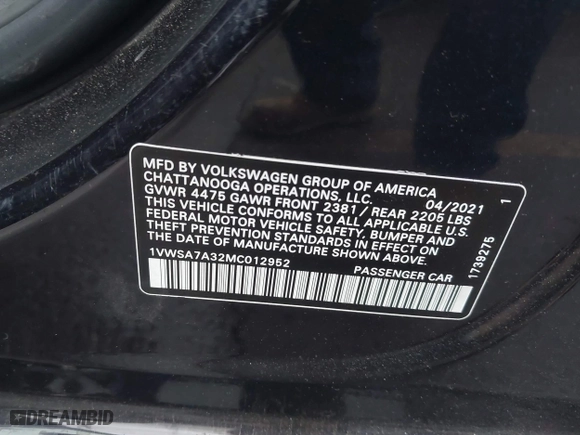 MFD BY VOLKSWAGEN GROUP OF AMERICA
CHATTANOOGA OPERATIONS, LLC. 04/2021
GVWR 4475 GAWR FRONT 2381 / REAR 2205 LBS
THIS VEHICLE CONFORMS TO ALL APPLICABLE U.S.
FEDERAL MOTOR VEHICLE SAFETY, BUMPER AND
THEFT PREVENTION STANDARDS IN EFFECT ON
THE DATE OF MANUFACTURE SHOWN ABOVE.
1VWSA7A32MC012952 PASSENGER CAR
1739275 1
DREAMBID